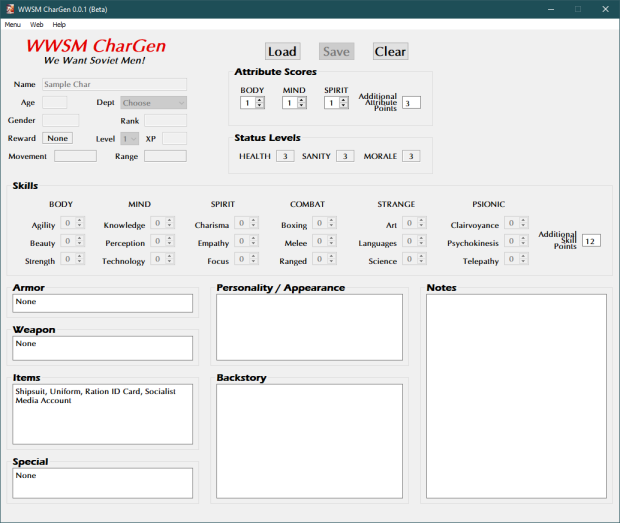 WWSM CharGen 0.0.1 (Beta)
Menu Web Help
WWSM CharGen
We Want Soviet Men!
Load Save Clear
Name Sample Char
Age Dept Choose
Gender Rank
Reward None Level 1 XP
Movement Range
Attribute Scores
BODY MIND SPIRIT
1 1 1
Additional
Attribute
Points
3
Status Levels
HEALTH 3 SANITY 3 MORALE 3
Skills
BODY MIND SPIRIT COMBAT STRANGE PSIONIC
Agility 0 Knowledge 0 Charisma 0 Boxing 0 Art 0 Clairvoyance 0
Beauty 0 Perception 0 Empathy 0 Melee 0 Languages 0 Psychokinesis 0
Strength 0 Technology 0 Focus 0 Ranged 0 Science 0 Telepathy 0
Additional
Skill
Points
12
Armor
None
Weapon
None
Items
Shipsuit, Uniform, Ration ID Card, Socialist
Media Account
Special
None
Personality / Appearance
Backstory
Notes